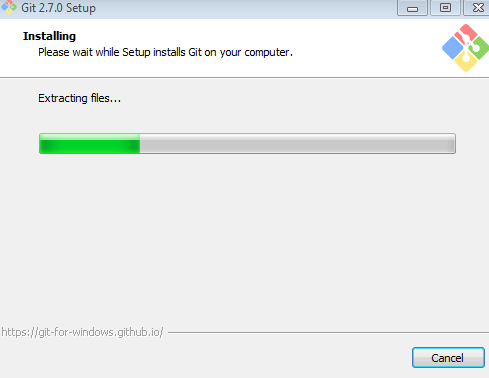 Git 2.7.0 Setup
Installing
Please wait while Setup installs Git on your computer.
Extracting files...
https://git-for-windows.github.io/
Cancel